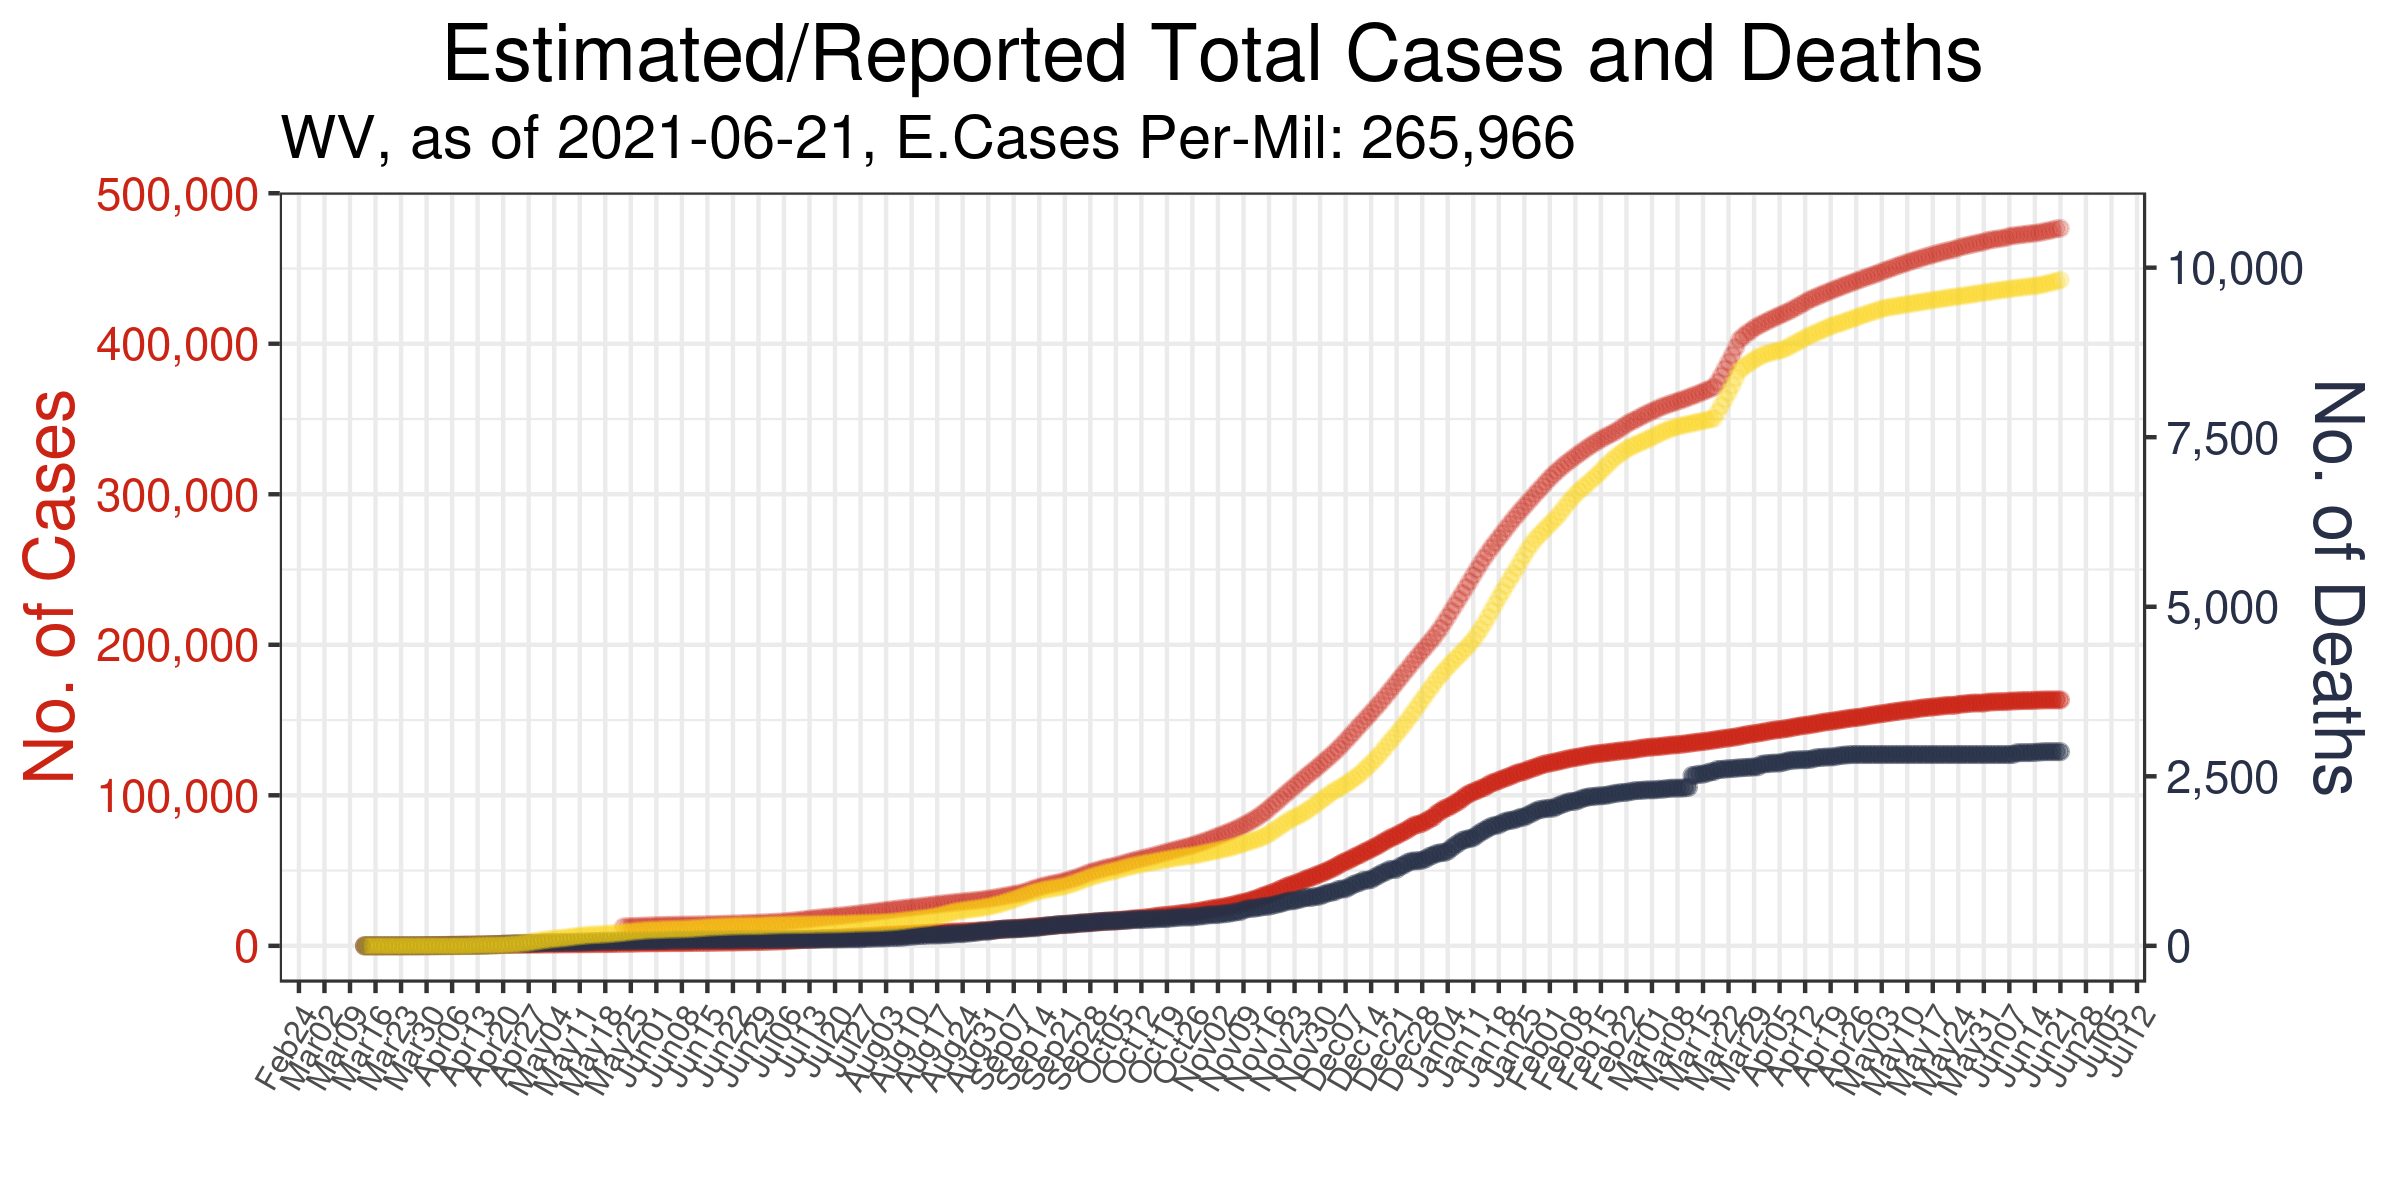 Estimated/Reported Total Cases and Deaths
WV, as of 2021-06-21, E.Cases Per-Mil: 265,966
No. of Cases
500,000
400,000
300,000
200,000
100,000
0
10,000
7,500
5,000
2,500
0
No. of Deaths
Feb24
Mar02
Mar09
Mar16
Mar23
Mar30
Apr06
Apr13
Apr20
Apr27
May04
May11
May18
May25
Jun01
Jun08
Jun15
Jun22
Jun29
Jul06
Jul13
Jul20
Jul27
Aug03
Aug10
Aug17
Aug24
Aug31
Sep07
Sep14
Sep21
Sep28
Oct05
Oct12
Oct19
Oct26
Nov02
Nov09
Nov16
Nov23
Nov30
Dec07
Dec14
Dec21
Dec28
Jan04
Jan11
Jan18
Jan25
Feb01
Feb08
Feb15
Feb22
Mar01
Mar08
Mar15
Mar22
Mar29
Apr05
Apr12
Apr19
Apr26
May03
May10
May17
May24
May31
Jun07
Jun14
Jun21
Jun28
Jul05
Jul12